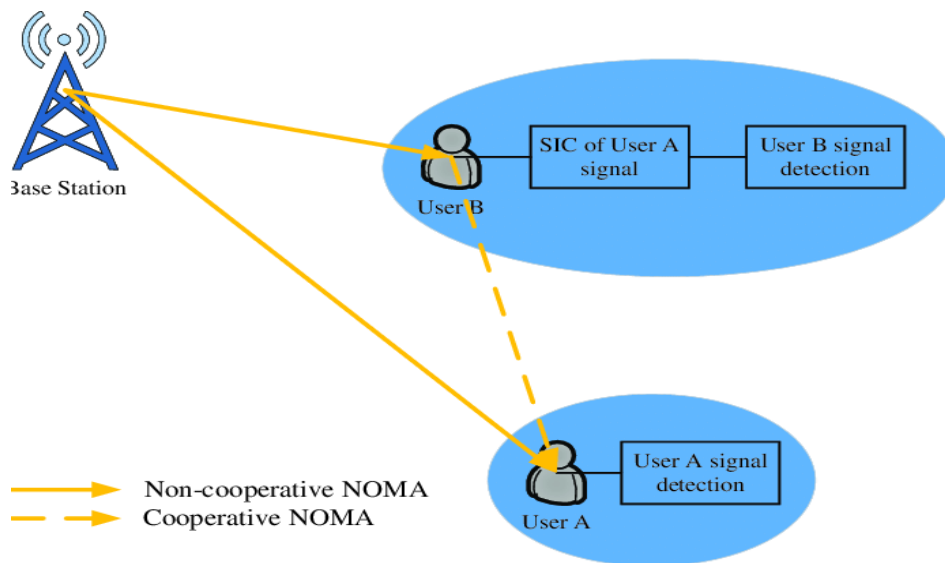 Base Station
User B
SIC of User A
signal
User B signal
detection
User A
User A signal
detection
Non-cooperative NOMA
Cooperative NOMA